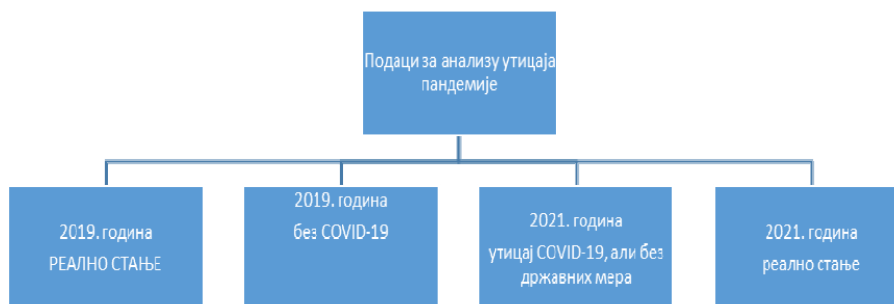 Подаци за анализу утицаја
пандемије
2019. година
РЕАЛНО СТАЊЕ
2019. година
без COVID-19
2021. година
утицај COVID-19, али без
државних мера
2021. година
реално стање